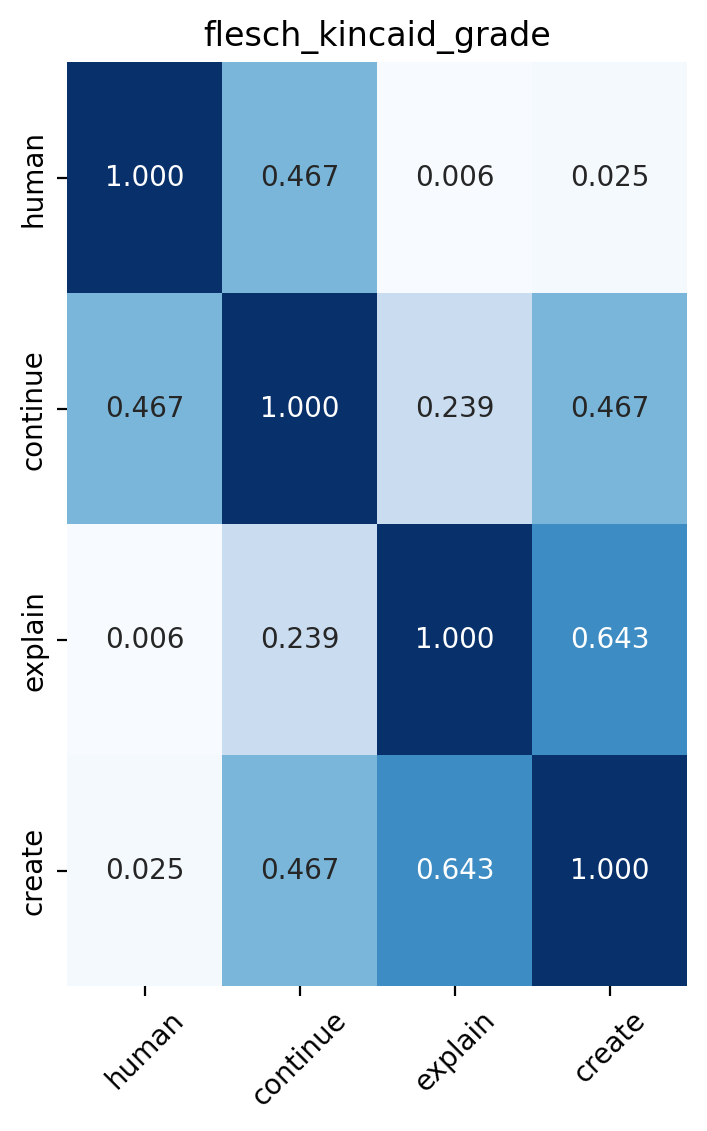 flesch_kincaid_grade
human 1.000 0.467 0.006 0.025
continue 0.467 1.000 0.239 0.467
explain 0.006 0.239 1.000 0.643
create 0.025 0.467 0.643 1.000
human continue explain create